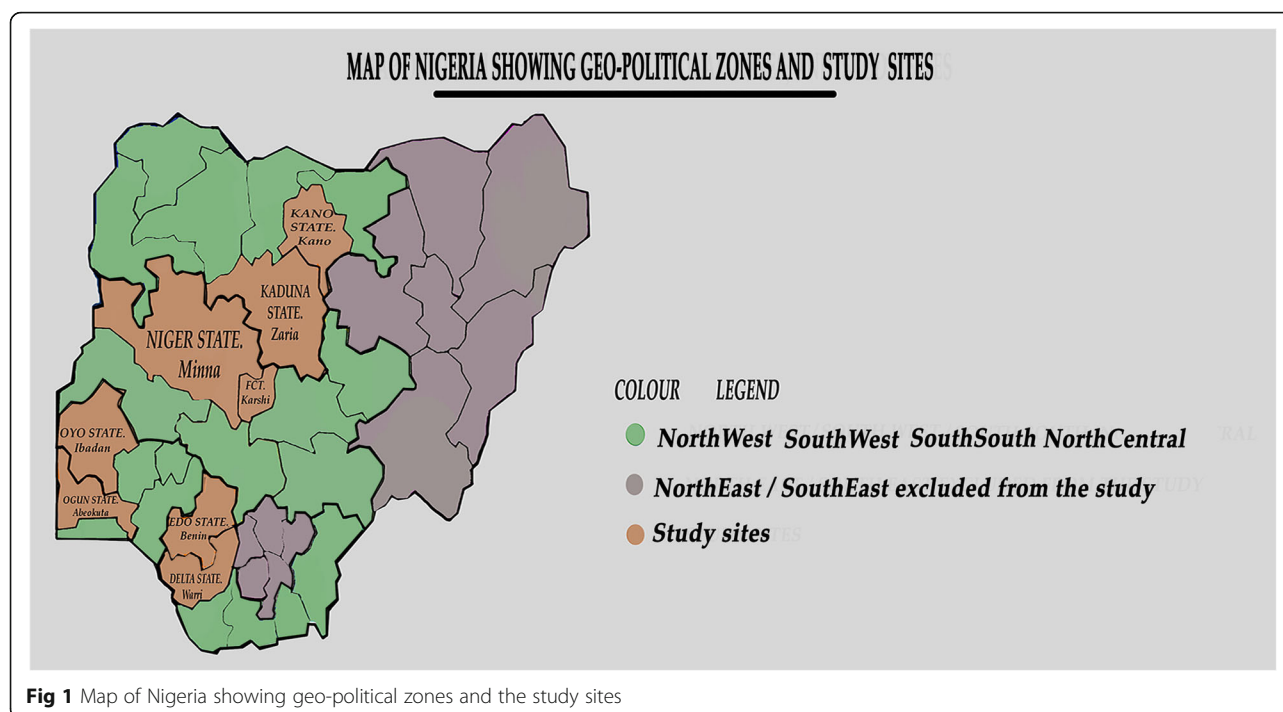 MAP OF NIGERIA SHOWING GEO-POLITICAL ZONES AND STUDY SITES
KANO
STATE.
Kano
KADUNA
STATE.
Zaria
NIGER STATE.
Minna
FCT.
Karshi
OYO STATE.
Ibadan
OGUN STATE.
Abeokuta
EDO STATE.
Benin
DELTA STATE.
Warri
COLOUR LEGEND
NorthWest SouthWest SouthSouth NorthCentral
NorthEast / SouthEast excluded from the study
Study sites
Fig 1 Map of Nigeria showing geo-political zones and the study sites